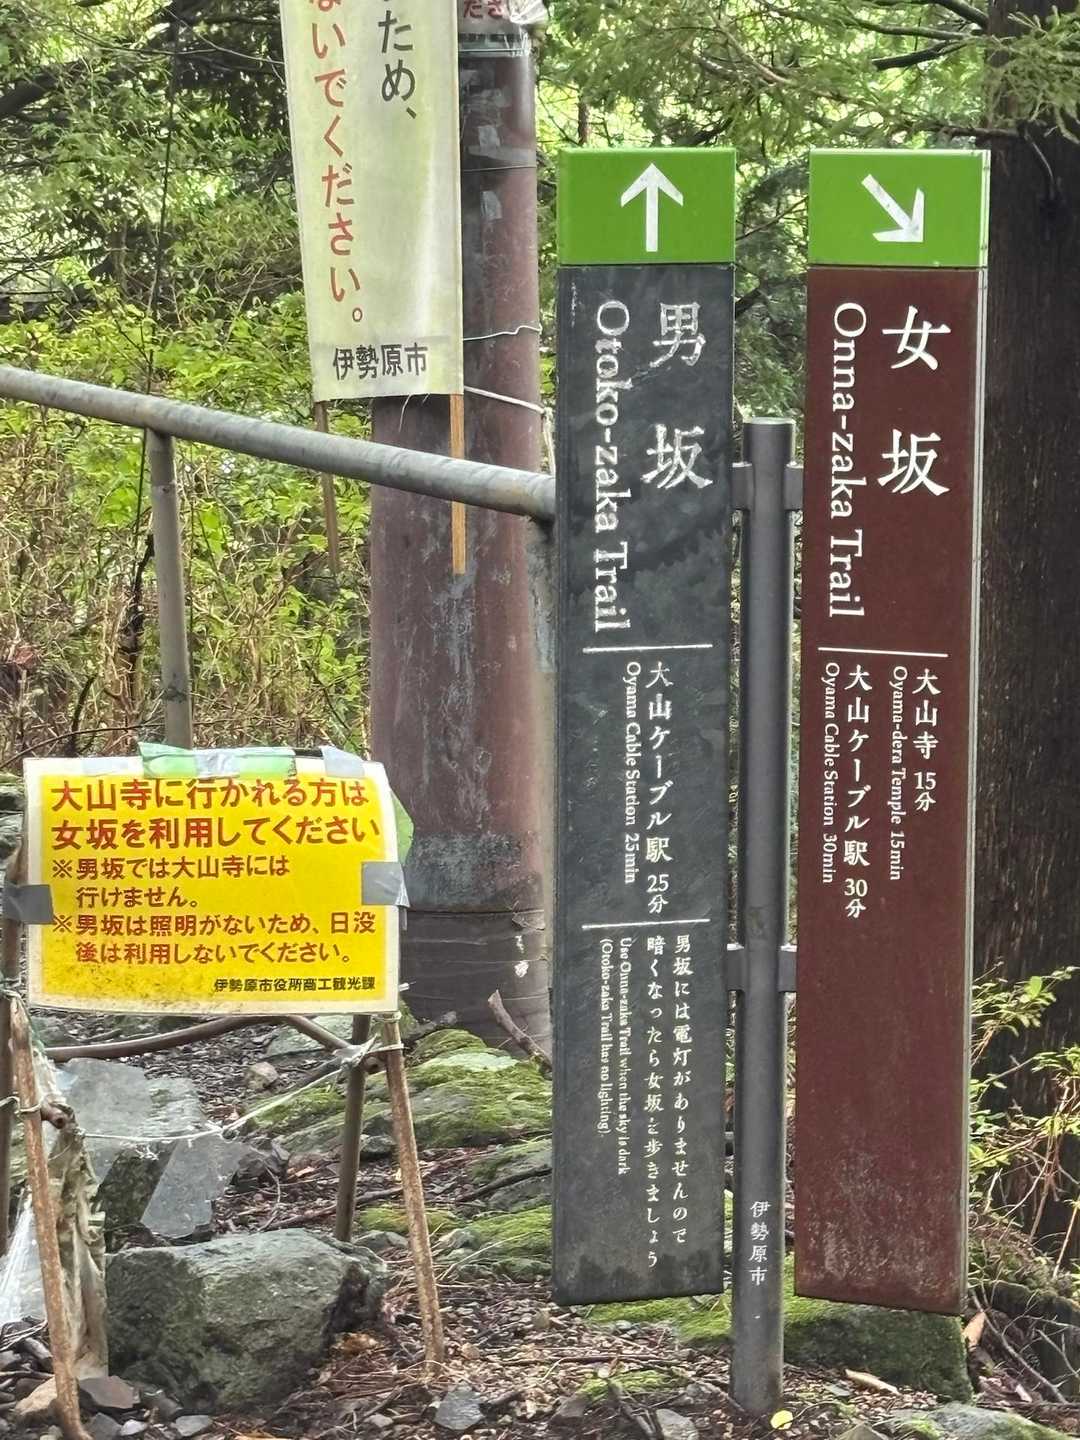 ため、
ないでください。
伊勢原市
ださ
男坂
Otoko-zaka Trail
大山ケーブル駅 25分
Oyama Cable Station 25min
男坂には電灯がありませんので
暗くなったら女坂を歩きましょう
Use Onna-zaka Trail when the sky is dark
(Otoko-zaka Trail has no lighting).
女坂
Onna-zaka Trail
大山寺 15分
Oyama-dera Temple 15min
大山ケーブル駅 30分
Oyama Cable Station 30min
伊勢原市
大山寺に行かれる方は
女坂を利用してください
※男坂では大山寺には
行けません。
※男坂は照明がないため、日没
後は利用しないでください。
伊勢原市役所商工観光課